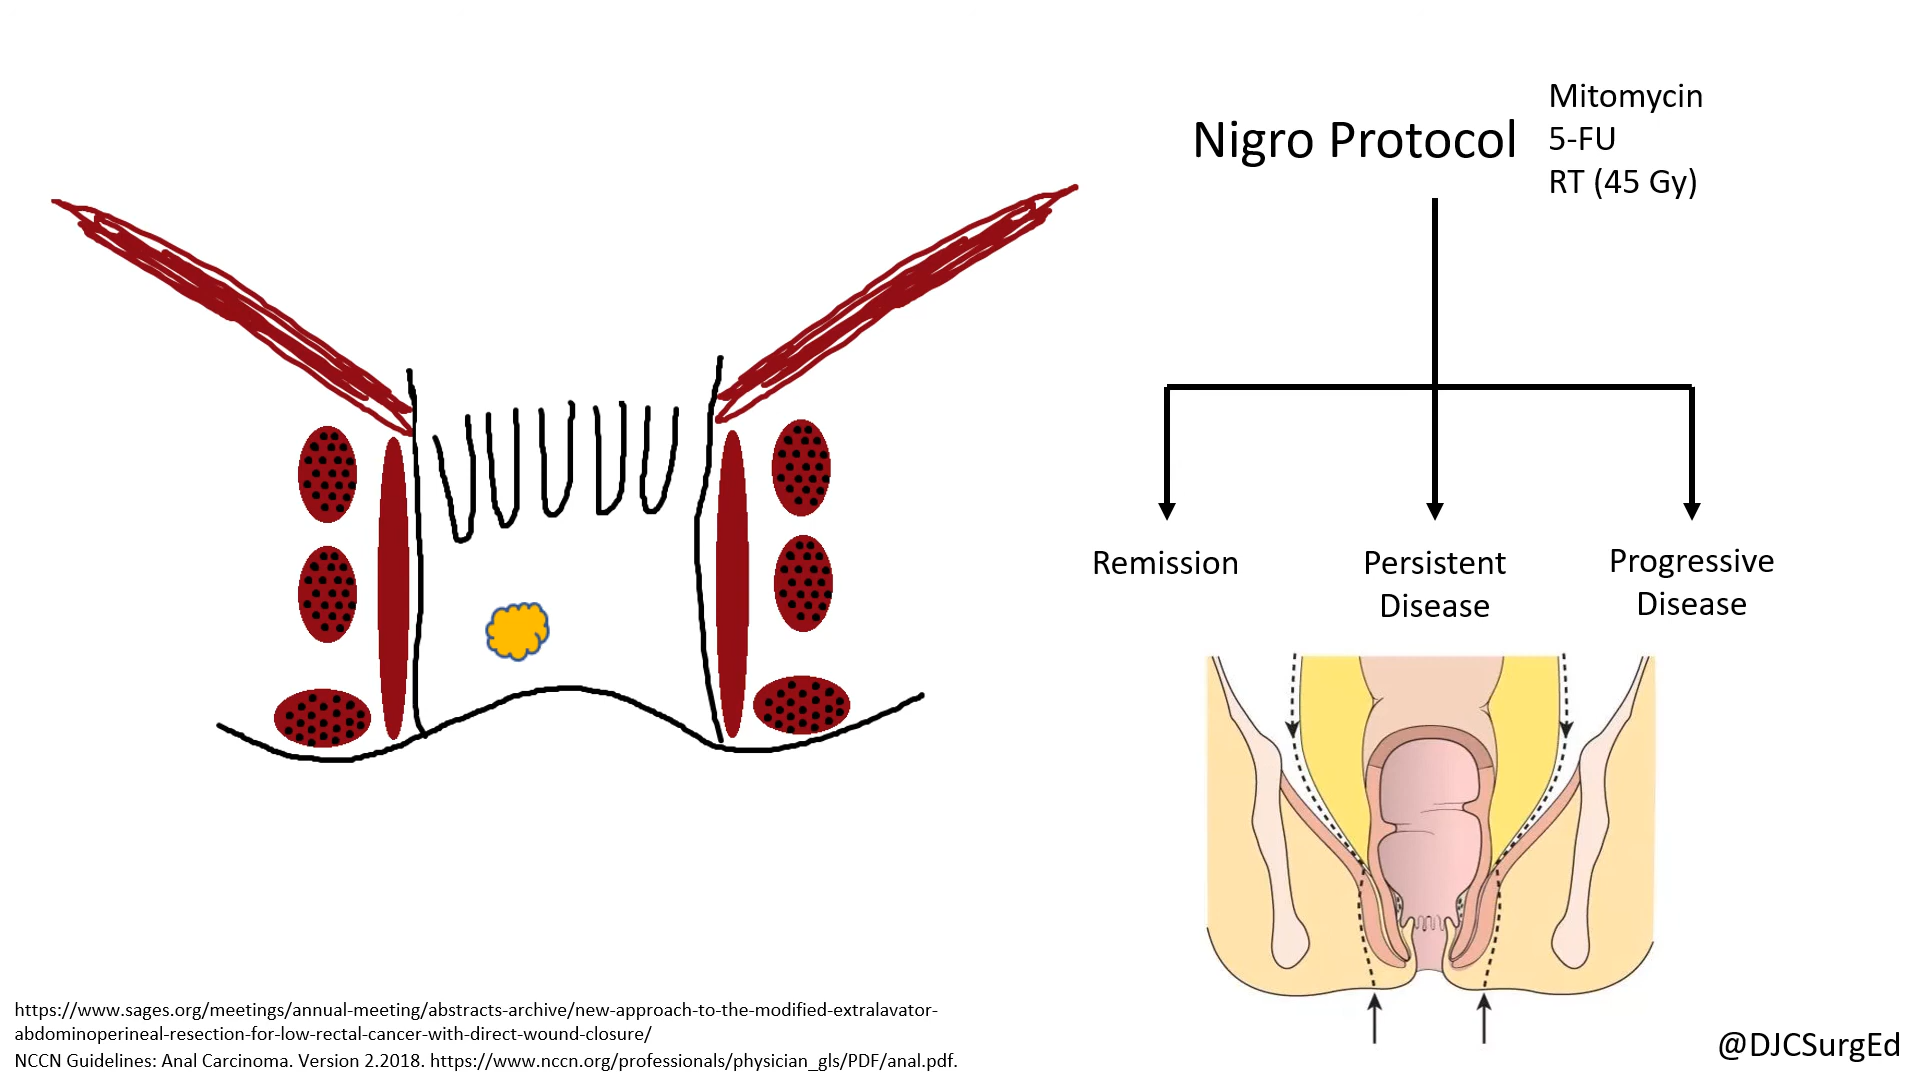 Nigro Protocol
Mitomycin
5-FU
RT (45 Gy)
Remission
Persistent
Disease
Progressive
Disease
https://www.sages.org/meetings/annual-meeting/abstracts-archive/new-approach-to-the-modified-extralavator-
abdominoperineal-resection-for-low-rectal-cancer-with-direct-wound-closure/
NCCN Guidelines: Anal Carcinoma. Version 2.2018. https://www.nccn.org/professionals/physician_gls/PDF/anal.pdf.
@DJCSurgEd